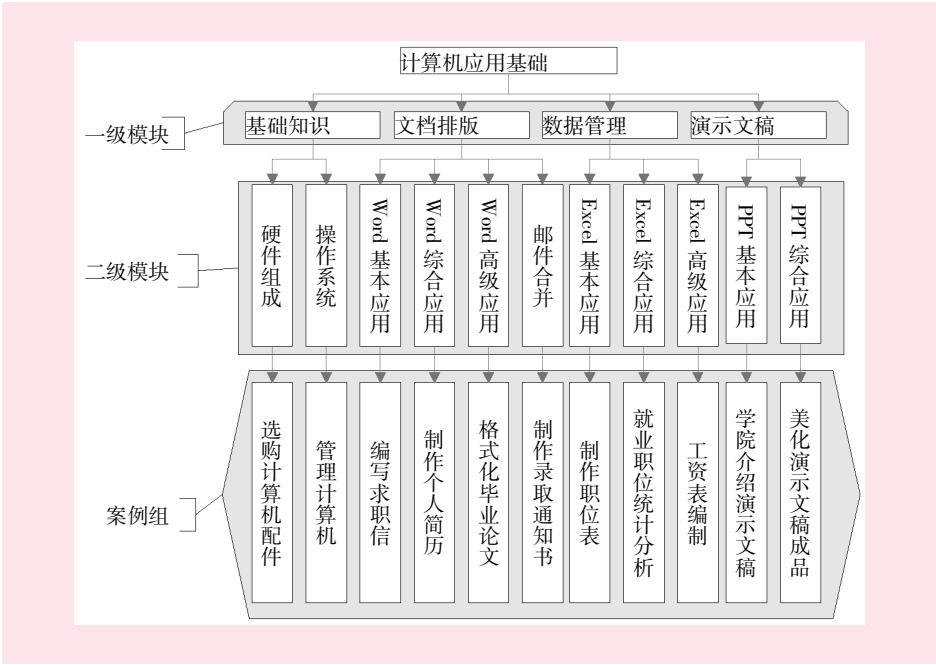 计算机应用基础
一级模块
基础知识
文档排版
数据管理
演示文稿
二级模块
硬件组成
操作系统
Word 基本应用
Word 综合应用
Word 高级应用
邮件合并
Excel 基本应用
Excel 综合应用
Excel 高级应用
PPT 基本应用
PPT 综合应用
案例组
选购计算机配件
管理计算机
编写求职信
制作个人简历
格式化毕业论文
制作录取通知书
制作职位表
就业职位统计分析
工资表编制
学院介绍演示文稿
美化演示文稿成品